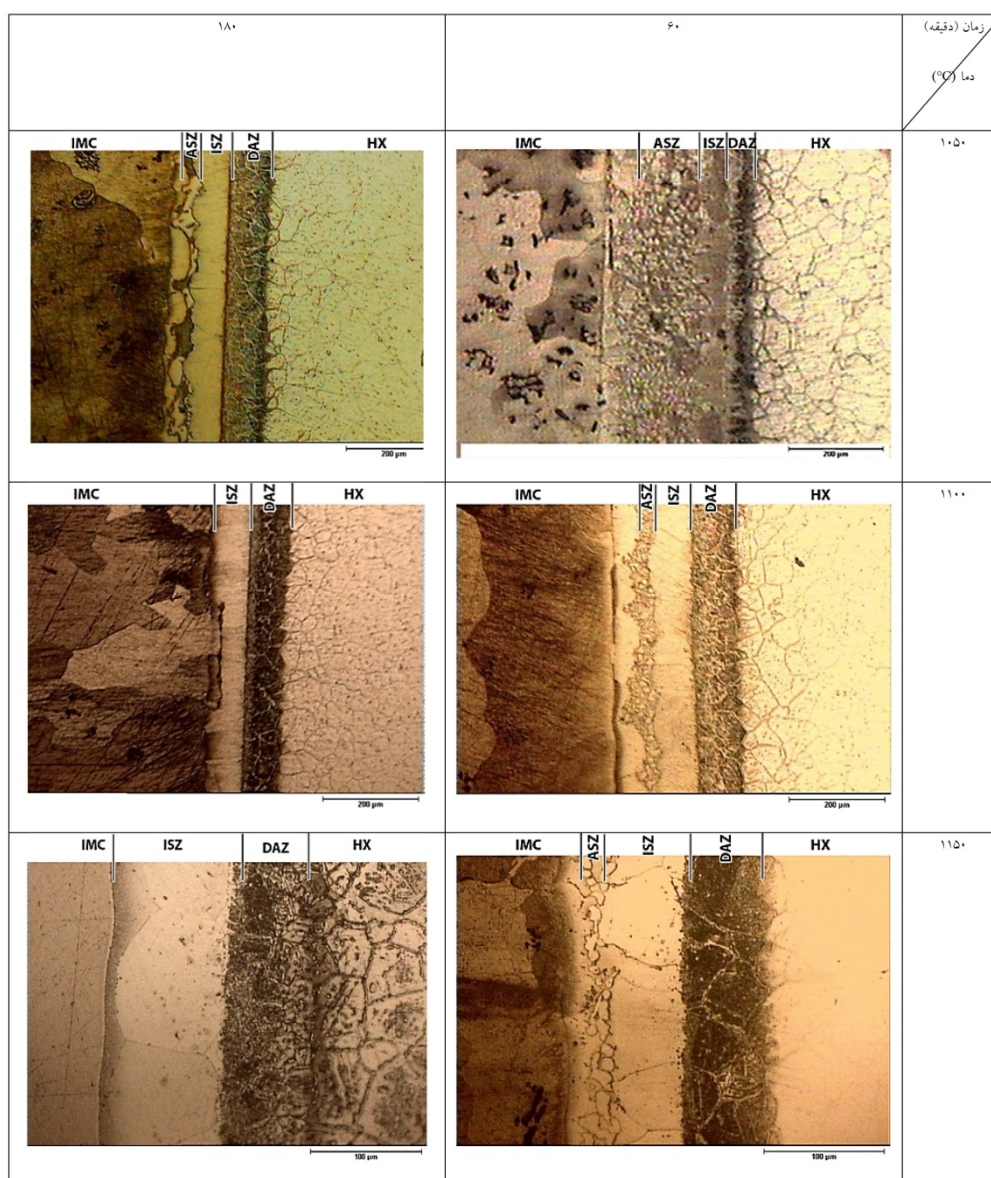 زمان (دقیقه)
دما (°C)
۶۰
۱۸۰
۱۰۵۰
IMC ASZ ISZ DAZ HX
200 µm
IMC ASZ ISZ DAZ HX
200 µm
۱۱۰۰
IMC ASZ ISZ DAZ HX
200 µm
IMC ISZ DAZ HX
200 µm
۱۱۵۰
IMC ASZ ISZ DAZ HX
100 µm
IMC ISZ DAZ HX
100 µm